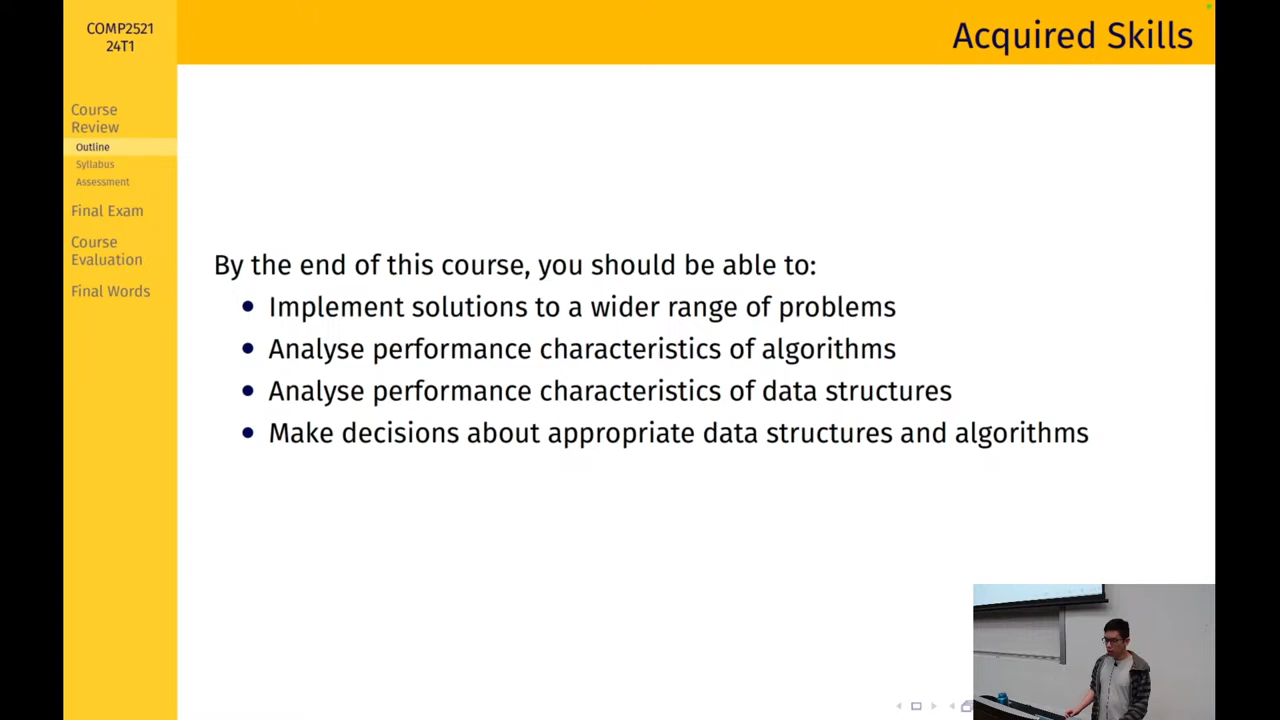 COMP2521
24T1
Acquired Skills
Course
Review
Outline
Syllabus
Assessment
Final Exam
Course
Evaluation
Final Words
By the end of this course, you should be able to:
• Implement solutions to a wider range of problems
• Analyse performance characteristics of algorithms
• Analyse performance characteristics of data structures
• Make decisions about appropriate data structures and algorithms